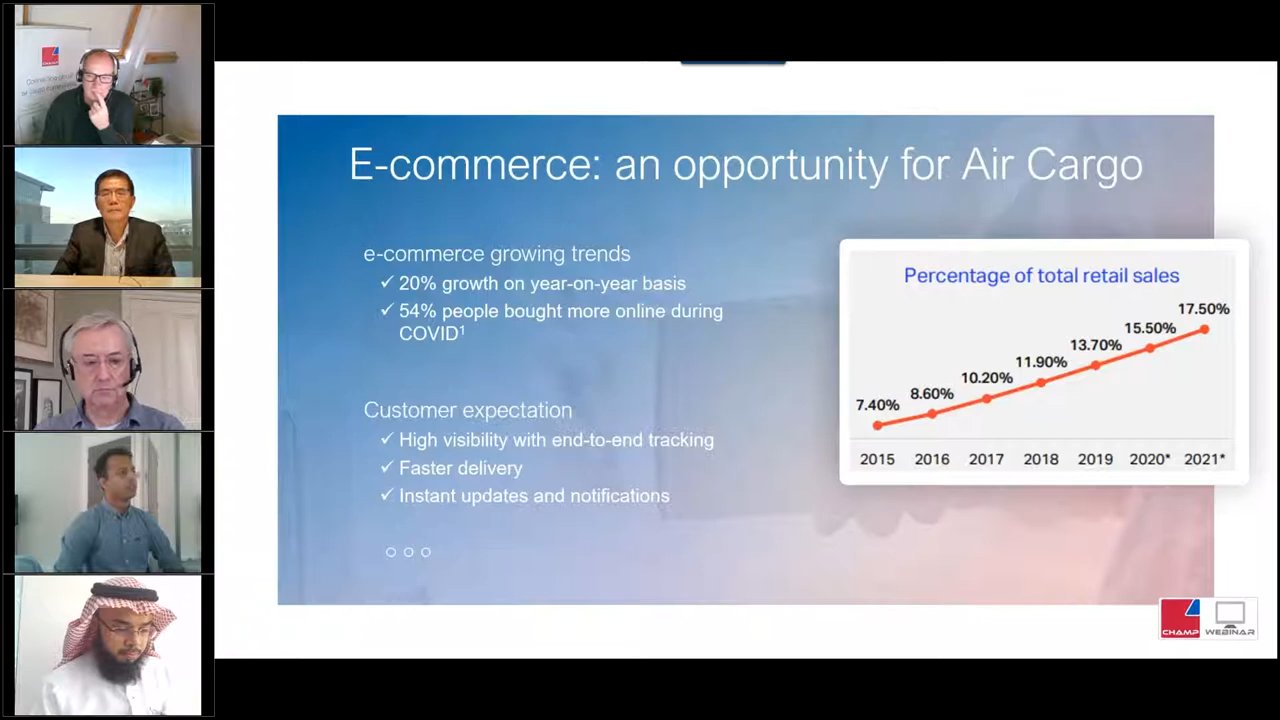 E-commerce: an opportunity for Air Cargo
e-commerce growing trends
✓ 20% growth on year-on-year basis
✓ 54% people bought more online during
COVID¹
Customer expectation
✓ High visibility with end-to-end tracking
✓ Faster delivery
✓ Instant updates and notifications
Percentage of total retail sales
7.40%
8.60%
10.20%
11.90%
13.70%
15.50%
17.50%
2015 2016 2017 2018 2019 2020* 2021*
CHAMP WEBINAR